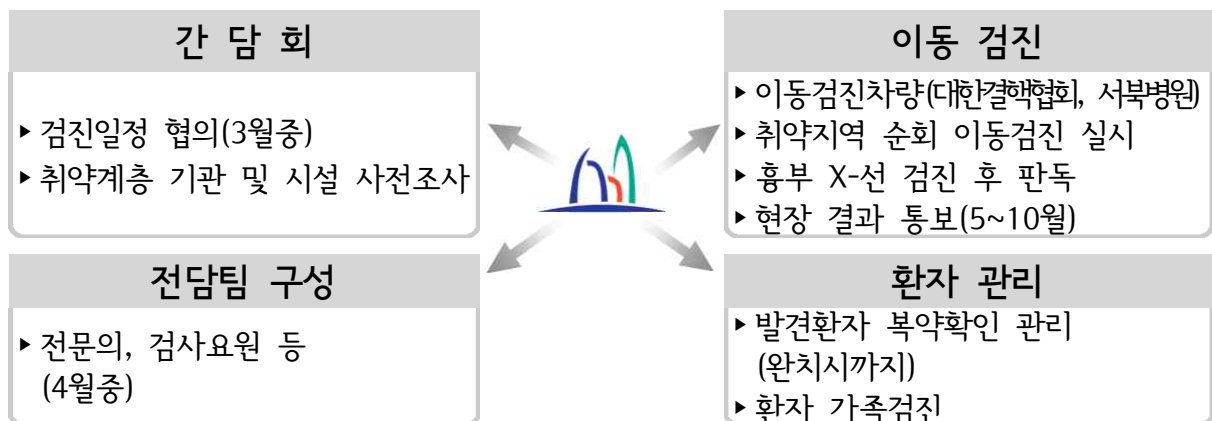 간 담 회
▸검진일정 협의(3월중)
▸취약계층 기관 및 시설 사전조사
이동 검진
▸이동검진차량(대한결핵협회, 서북병원)
▸취약지역 순회 이동검진 실시
▸흉부 X-선 검진 후 판독
▸현장 결과 통보(5~10월)
전담팀 구성
▸전문의, 검사요원 등
(4월중)
환자 관리
▸발견환자 복약확인 관리
(완치시까지)
▸환자 가족검진